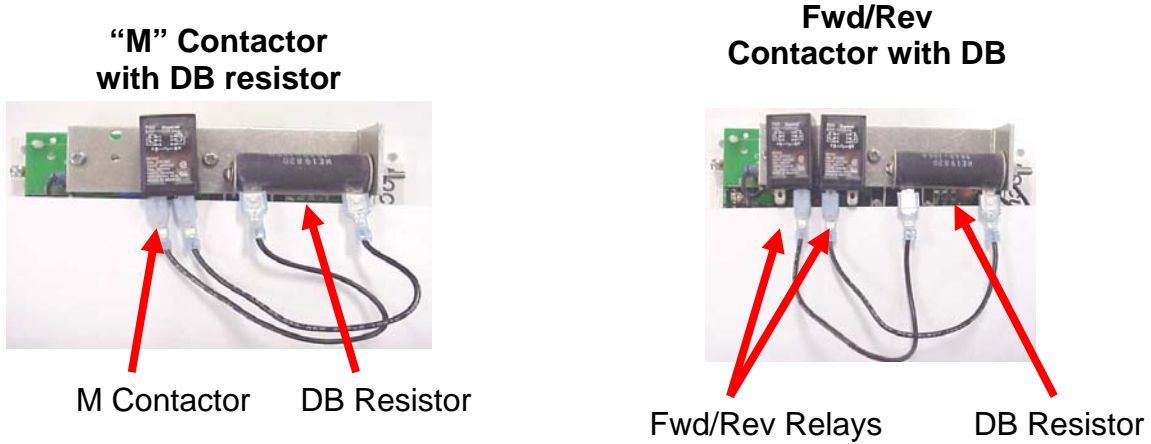 “M” Contactor
with DB resistor
Fwd/Rev
Contactor with DB
M Contactor
DB Resistor
Fwd/Rev Relays
DB Resistor